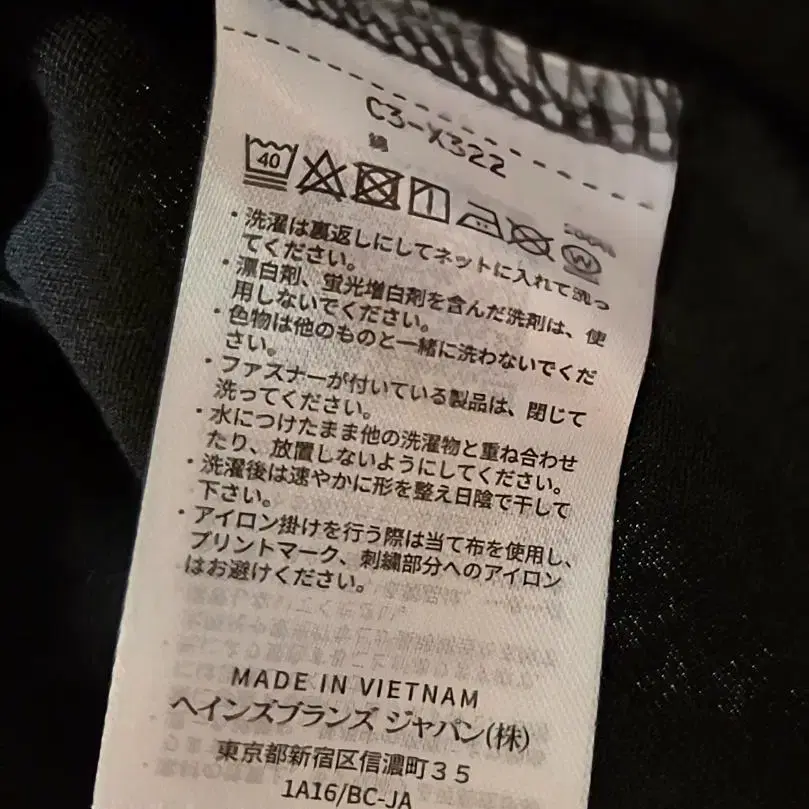 C3-X322
綿
40
W
・洗濯は裏返しにしてネットに入れて洗っ
てください。
・漂白剤、蛍光増白剤を含んだ洗剤は、使
用しないでください。
・色物は他のものと一緒に洗わないでくだ
さい。
・ファスナーが付いている製品は、閉じて
洗ってください。
・水につけたまま他の洗濯物と重ね合わせ
たり、放置しないようにしてください。
・洗濯後は速やかに形を整え日陰で干して
下さい。
・アイロン掛けを行う際は当て布を使用し、
プリントマーク、刺繍部分へのアイロン
はお避けください。
MADE IN VIETNAM
ヘインズブランズ ジャパン(株)
東京都新宿区信濃町35
1A16/BC-JA